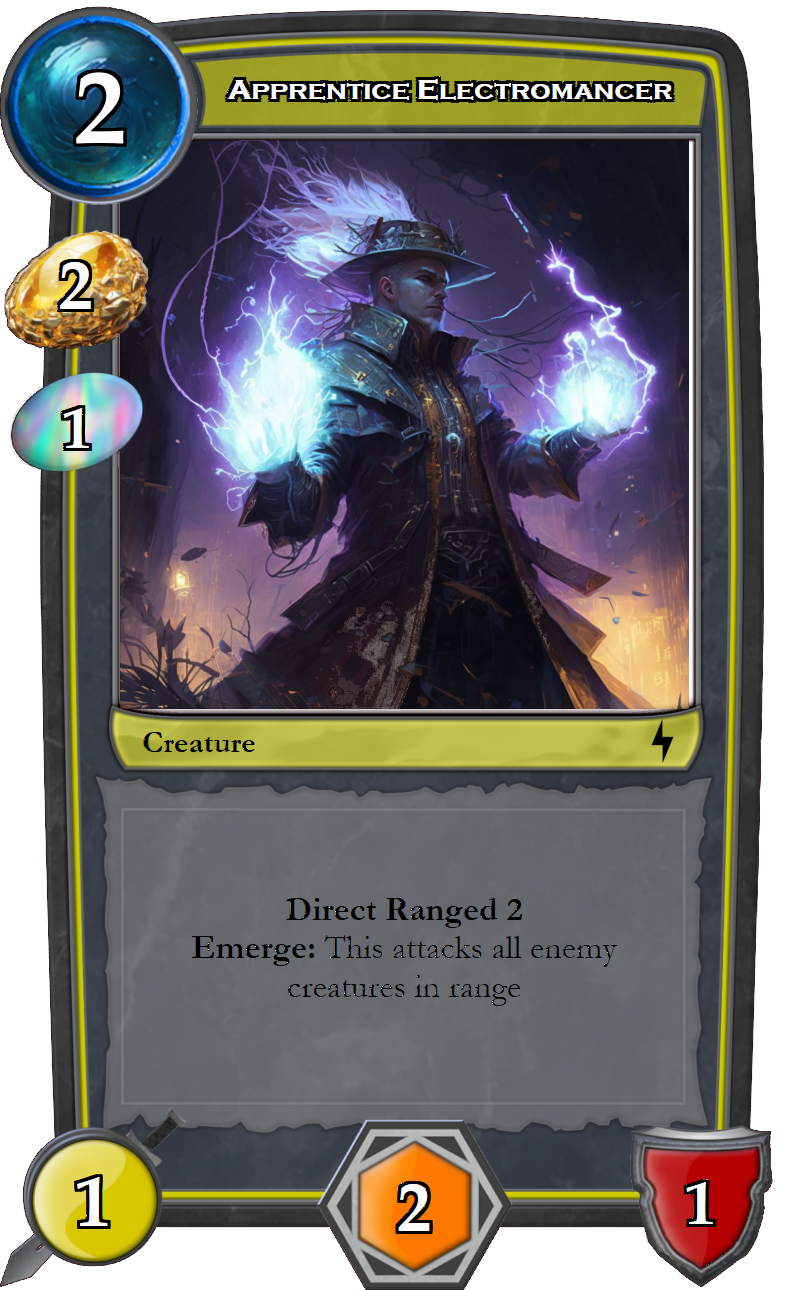 2
Apprentice Electromancer
2
1
Creature
Direct Ranged 2
Emerge: This attacks all enemy
creatures in range
1
2
1